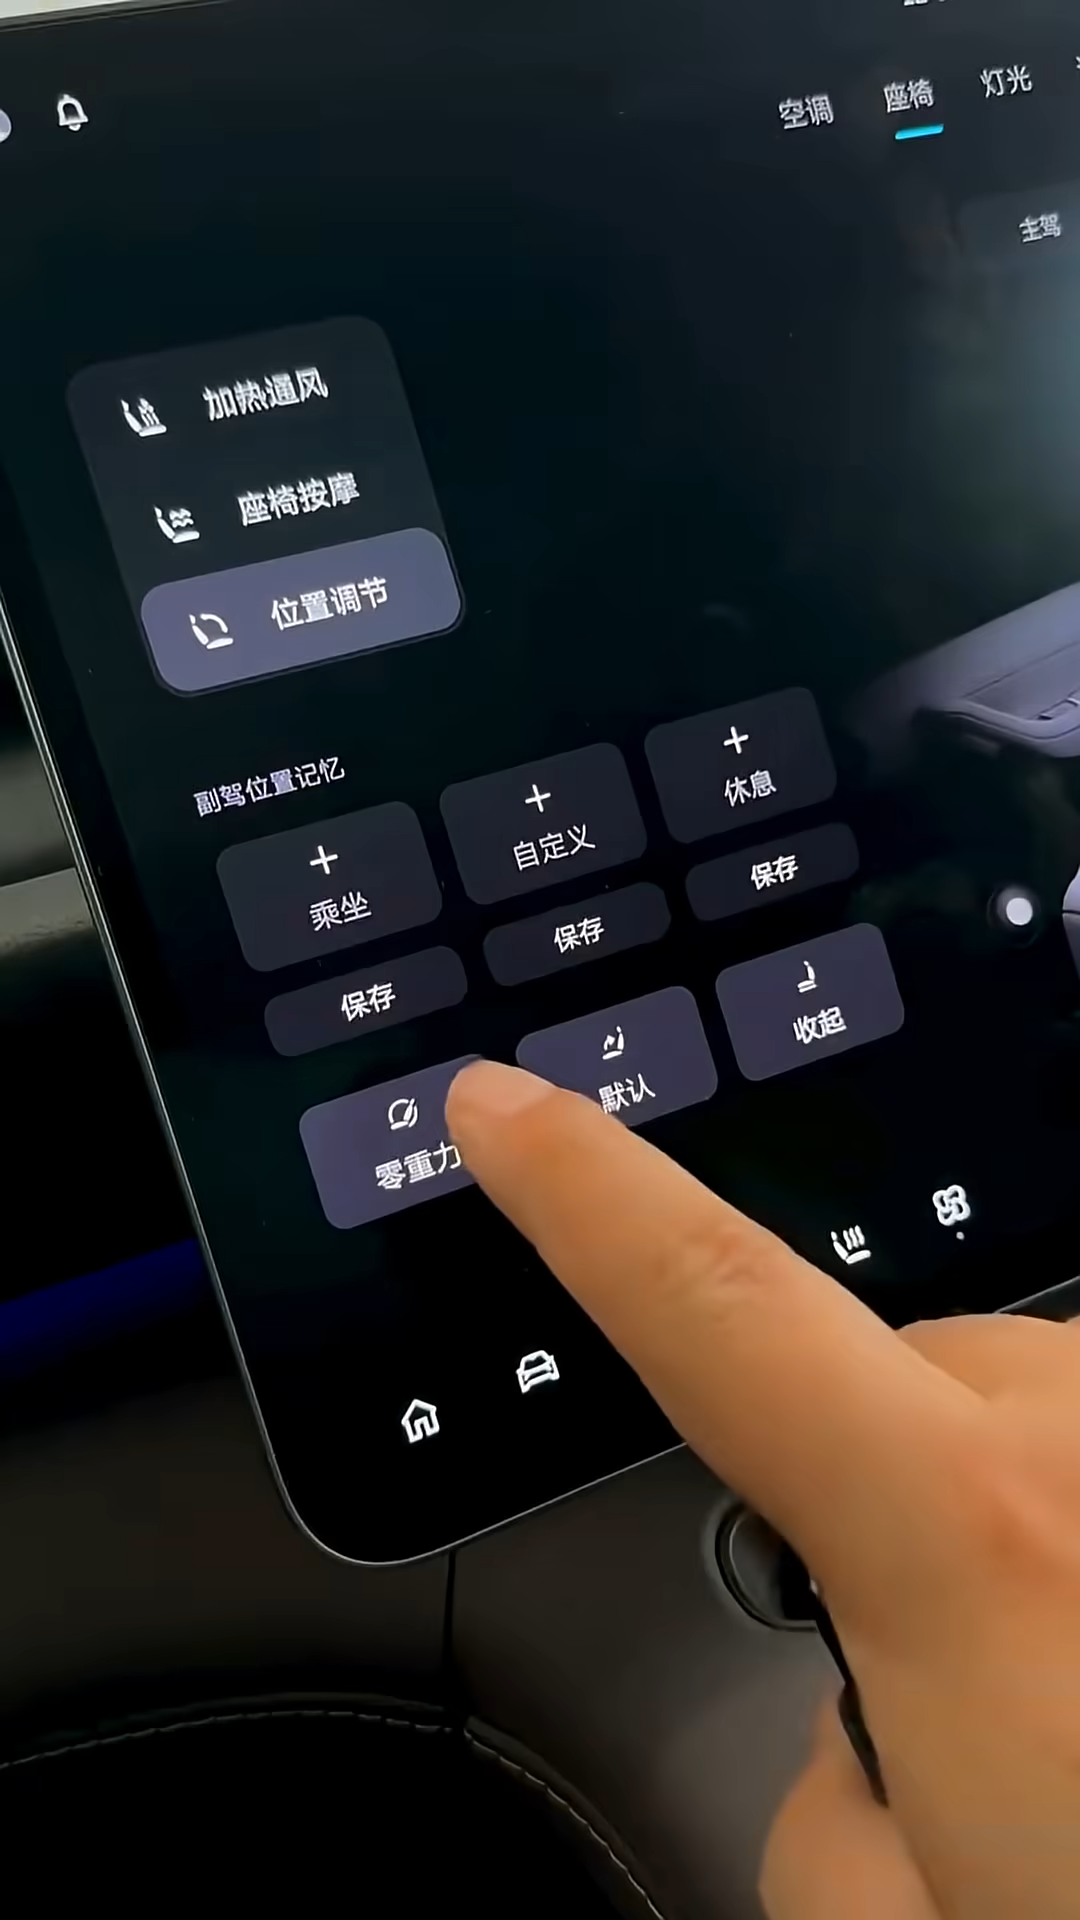 空调 座椅 灯光
主驾
加热通风
座椅按摩
位置调节
副驾位置记忆
乘坐 自定义 休息
保存 保存 保存
零重力 默认 收起